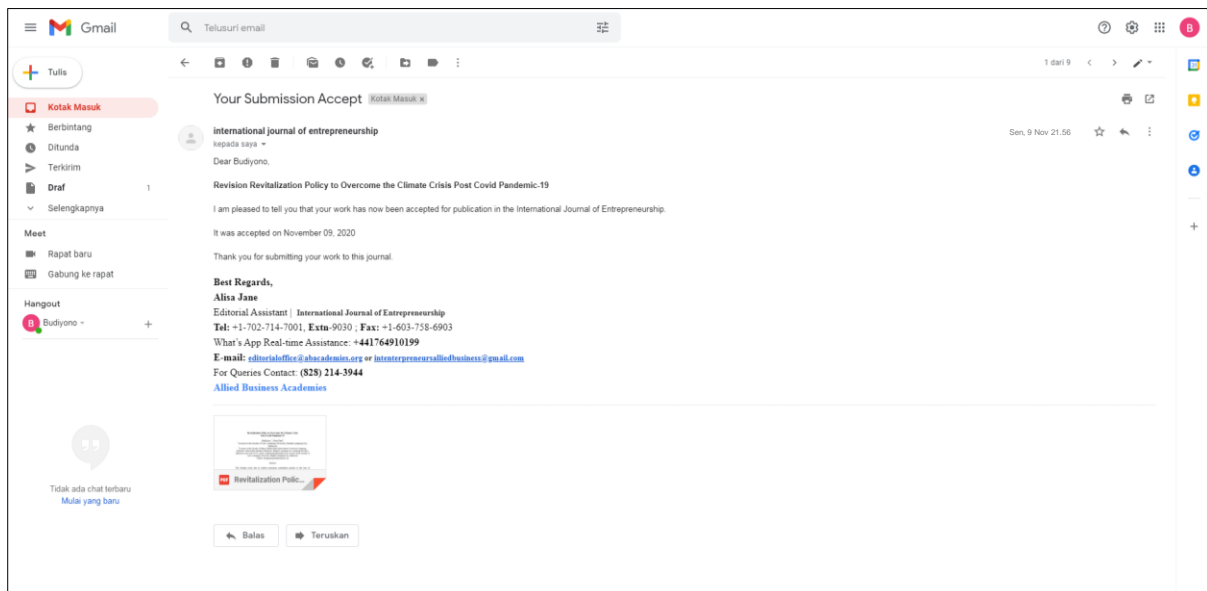 Gmail
Telusuri email
B
Tulis
1 dari 9
Kotak Masuk
Berbintang
Ditunda
Terkirim
Draf 1
Selengkapnya
Meet
Rapat baru
Gabung ke rapat
Hangout
B Budiyono
Tidak ada chat terbaru
Mulai yang baru
Your Submission Accept Kotak Masuk x
international journal of entrepreneurship Sen, 9 Nov 21.56
kepada saya
Dear Budiyono,
Revision Revitalization Policy to Overcome the Climate Crisis Post Covid Pandemic-19
I am pleased to tell you that your work has now been accepted for publication in the International Journal of Entrepreneurship.
It was accepted on November 09, 2020
Thank you for submitting your work to this journal.
Best Regards,
Alisa Jane
Editorial Assistant | International Journal of Entrepreneurship
Tel: +1-702-714-7001, Extn-9030 ; Fax: +1-603-758-6903
What's App Real-time Assistance: +441764910199
E-mail: editorialoffice@abacademies.org or intenterpreneursalliedbusiness@gmail.com
For Queries Contact: (828) 214-3944
Allied Business Academies
PDF Revitalization Polic...
Balas
Teruskan